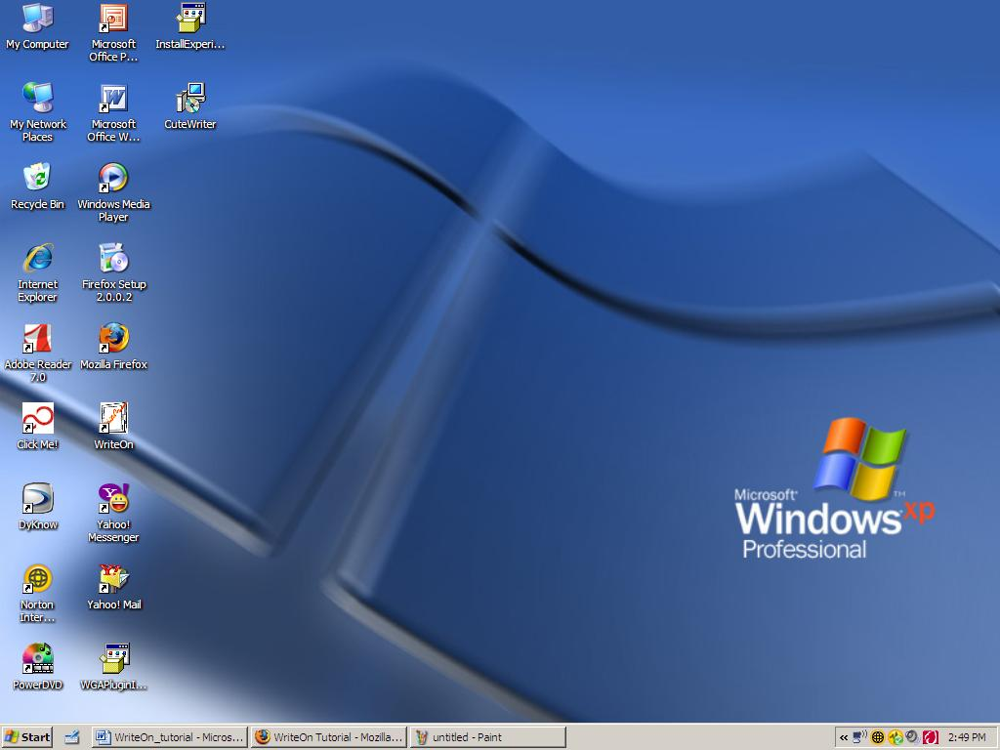 My Computer
Microsoft
Office P...
InstallExperi...
My Network
Places
Microsoft
Office W...
CuteWriter
Recycle Bin
Windows Media
Player
Internet
Explorer
Firefox Setup
2.0.0.2
Adobe Reader
7.0
Mozilla Firefox
Click Me!
WriteOn
DyKnow
Yahoo!
Messenger
Norton
Inter...
Yahoo! Mail
PowerDVD
WGAPluginI...
Microsoft®
Windows xp ™
Professional
Start
WriteOn_tutorial - Micros...
WriteOn Tutorial - Mozilla...
untitled - Paint
2:49 PM